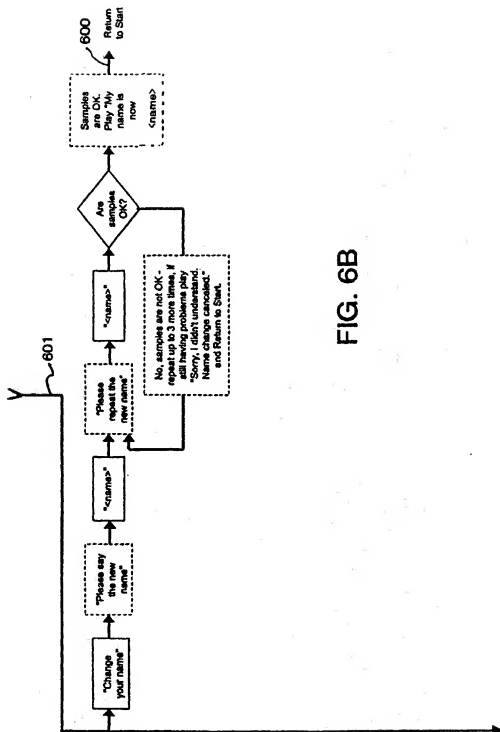 601
"Change
your name"
"Please say
the new
name"
"<name>"
"Please
repeat the
new name"
"<name>"
Are
samples
OK?
Samples
are OK.
Play "My
name is
now
<name>
600
Return
to Start
No, samples are not OK -
repeat up to 3 more times, if
still having problems play
"Sorry, I didn't understand.
Name change canceled."
and Return to Start.
FIG. 6B